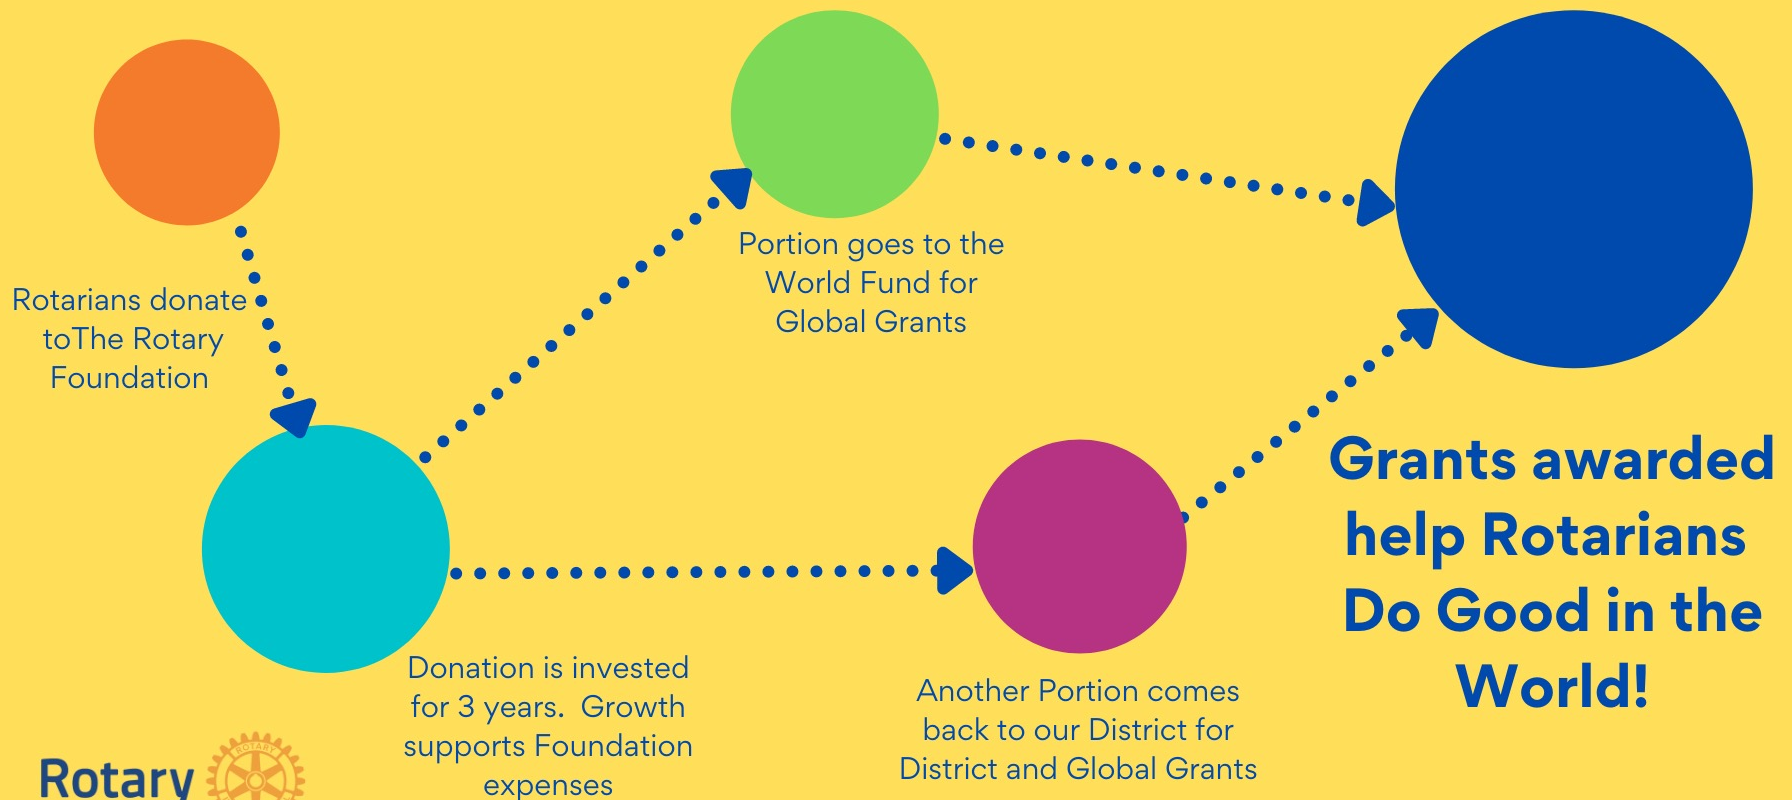 Rotarians donate
toThe Rotary
Foundation
Portion goes to the
World Fund for
Global Grants
Donation is invested
for 3 years.  Growth
supports Foundation
expenses
Another Portion comes
back to our District for
District and Global Grants
Grants awarded
help Rotarians
Do Good in the
World!
Rotary
ROTARY